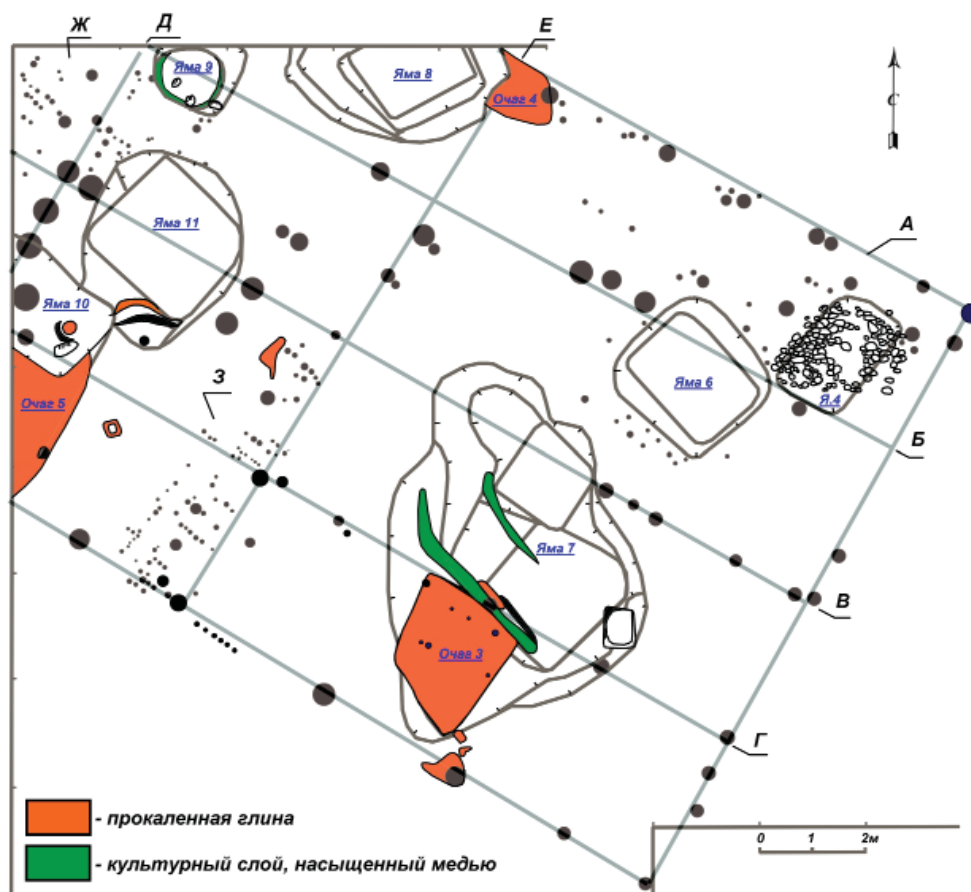 Ж
Д
Е
Яма 9
Яма 8
Очаг 4
С
Яма 11
А
Яма 10
З
Яма 6
Я.4
Очаг 5
Б
Яма 7
В
Очаг 3
Г
- прокаленная глина
0 1 2м
- культурный слой, насыщенный медью